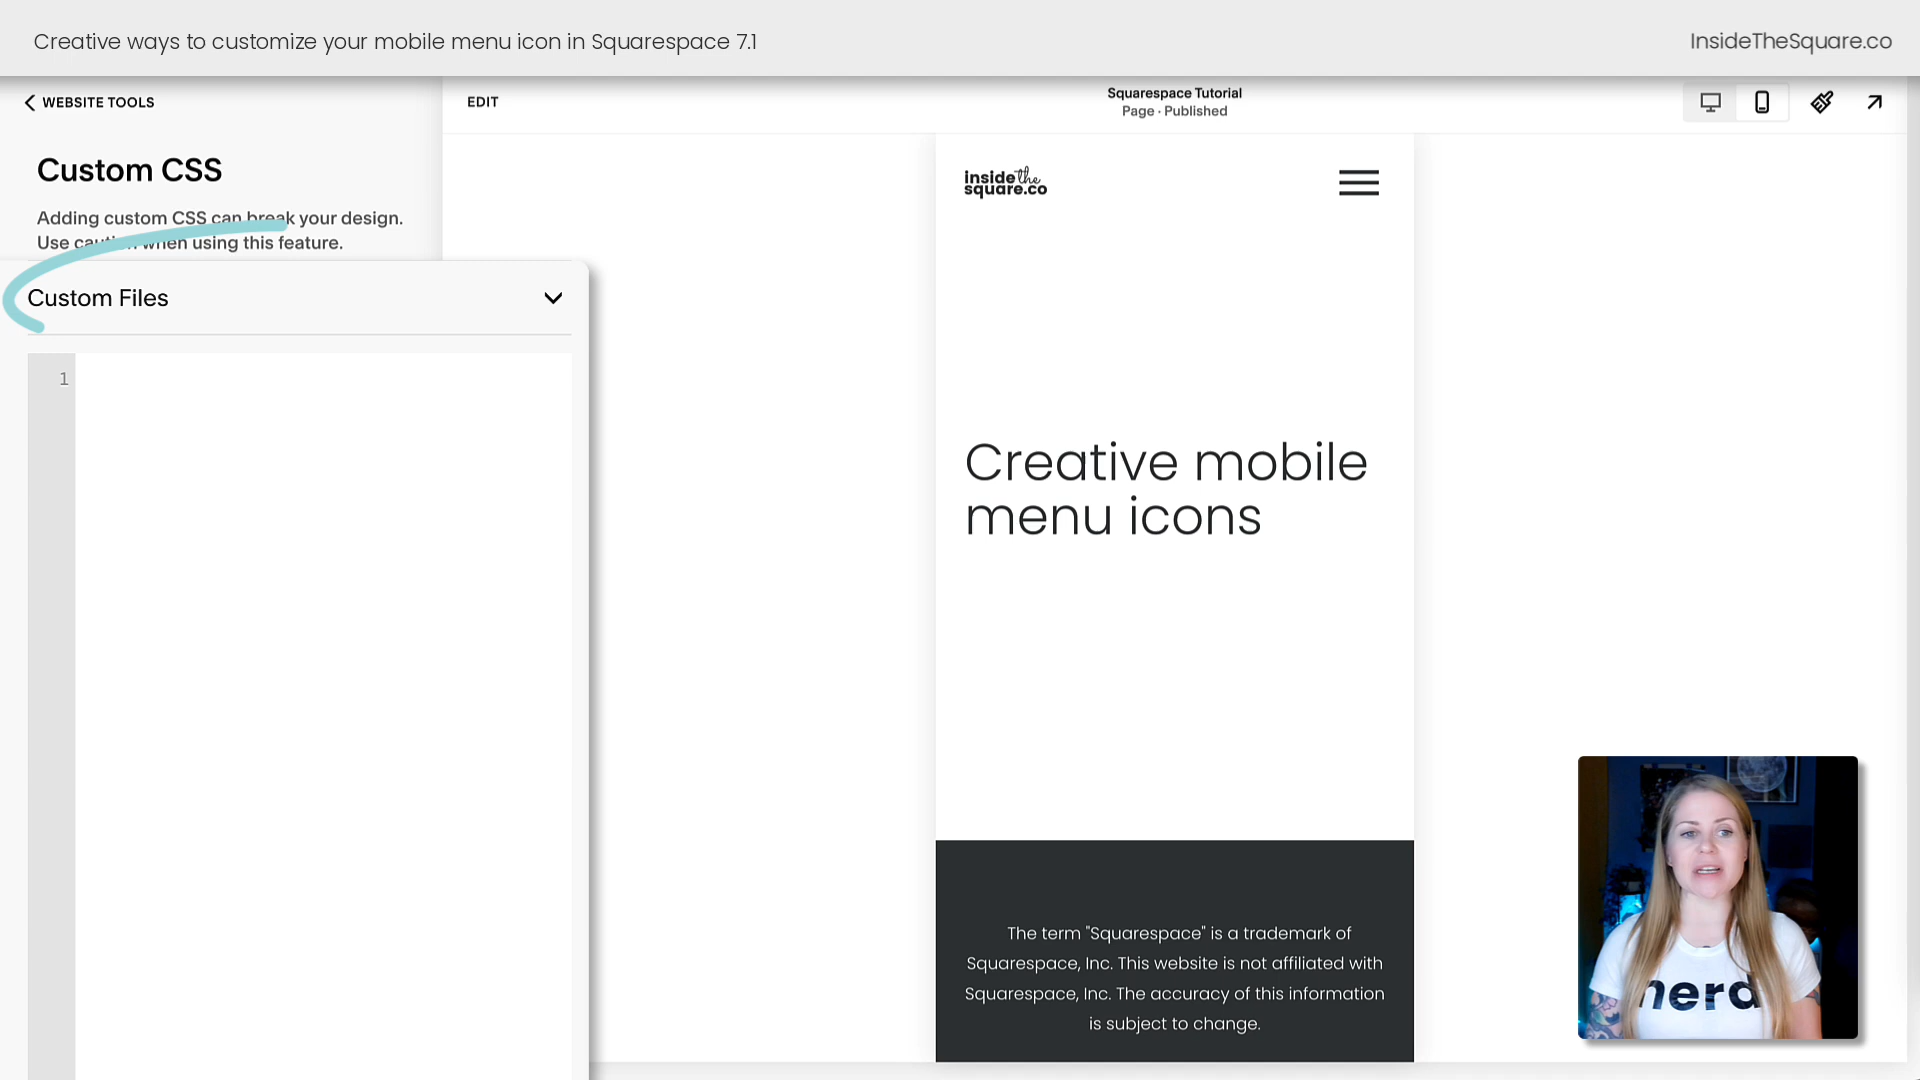 Creative ways to customize your mobile menu icon in Squarespace 7.1
InsideTheSquare.co
WEBSITE TOOLS
EDIT
Squarespace Tutorial
Page · Published
Custom CSS
Adding custom CSS can break your design.
Use caution when using this feature.
Custom Files
1
inside the
square.co
Creative mobile
menu icons
The term "Squarespace" is a trademark of
Squarespace, Inc. This website is not affiliated with
Squarespace, Inc. The accuracy of this information
is subject to change.
nerd